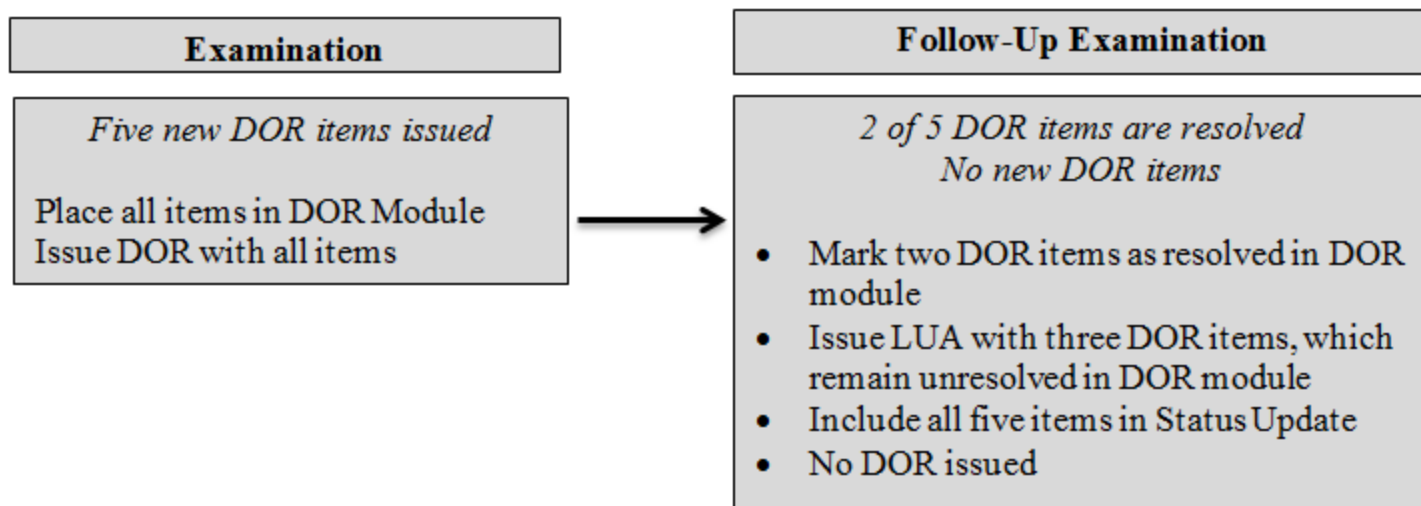 Examination
Five new DOR items issued
Place all items in DOR Module
Issue DOR with all items
Follow-Up Examination
2 of 5 DOR items are resolved
No new DOR items
• Mark two DOR items as resolved in DOR
module
• Issue LUA with three DOR items, which
remain unresolved in DOR module
• Include all five items in Status Update
• No DOR issued